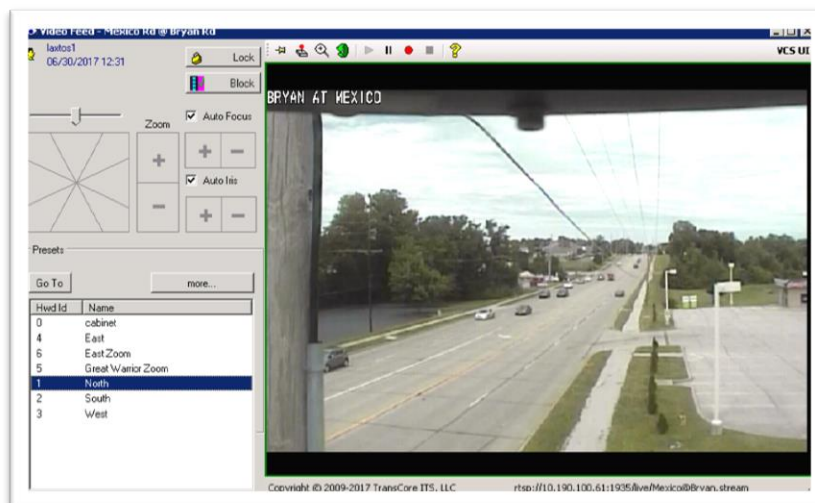 Video Feed - Mexico Rd @ Bryan Rd
laxtos1
06/30/2017 12:31
Lock
Block
VCS UI
BRYAN AT MEXICO
Zoom
Auto Focus
+
+ -
Auto Iris
-
+ -
Presets
Go To
more...
Hwd Id Name
0 cabinet
4 East
6 East Zoom
5 Great Warrior Zoom
1 North
2 South
3 West
Copyright © 2009-2017 TransCore ITS, LLC
rtsp://10.190.100.61:1935/live/Mexico@Bryan.stream